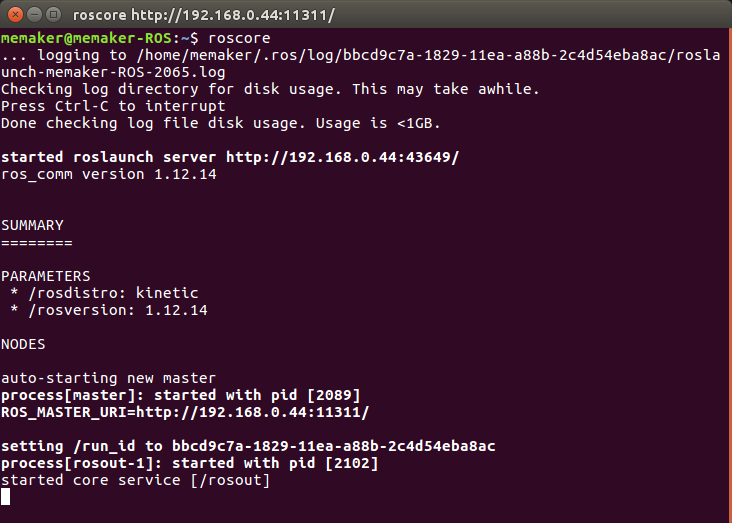 roscore http://192.168.0.44:11311/
memaker@memaker-ROS:~$ roscore
... logging to /home/memaker/.ros/log/bbcd9c7a-1829-11ea-a88b-2c4d54eba8ac/rosla
unch-memaker-ROS-2065.log
Checking log directory for disk usage. This may take awhile.
Press Ctrl-C to interrupt
Done checking log file disk usage. Usage is <1GB.

started roslaunch server http://192.168.0.44:43649/
ros_comm version 1.12.14

SUMMARY
========

PARAMETERS
 * /rosdistro: kinetic
 * /rosversion: 1.12.14

NODES

auto-starting new master
process[master]: started with pid [2089]
ROS_MASTER_URI=http://192.168.0.44:11311/

setting /run_id to bbcd9c7a-1829-11ea-a88b-2c4d54eba8ac
process[rosout-1]: started with pid [2102]
started core service [/rosout]